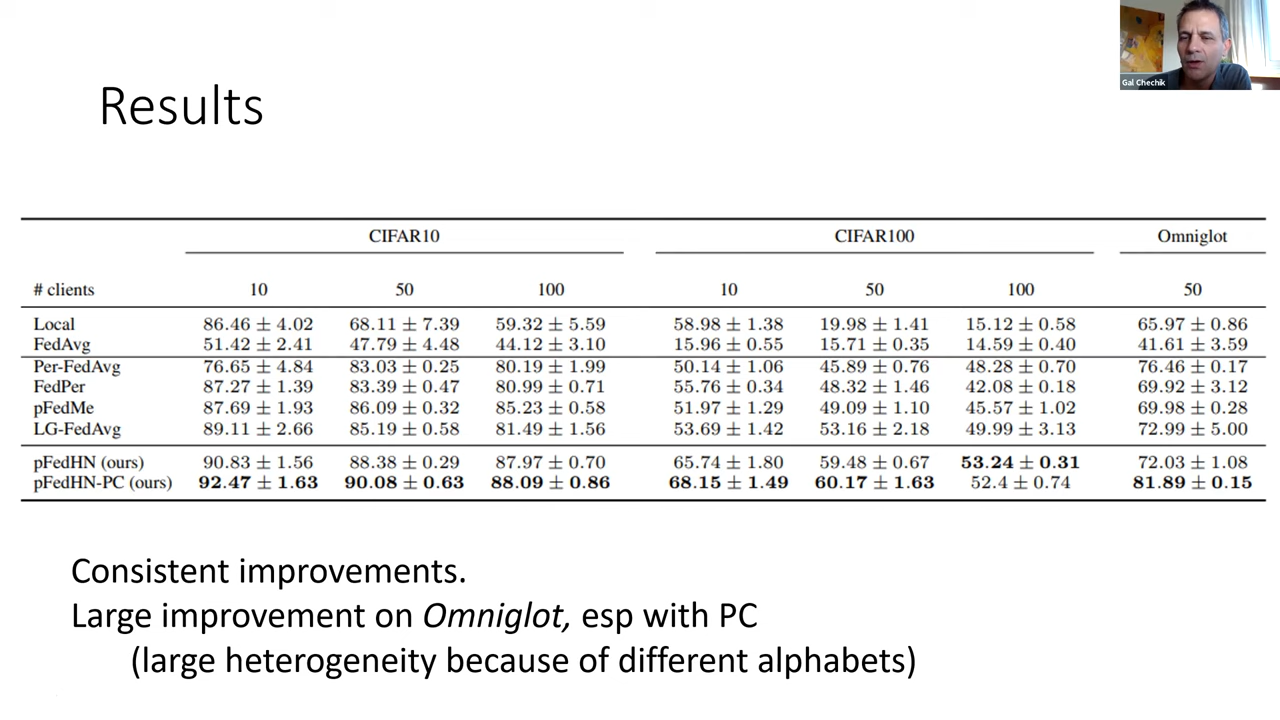 Gal Chechik
Results
CIFAR10 CIFAR100 Omniglot
# clients 10 50 100 10 50 100 50
Local 86.46 ± 4.02 68.11 ± 7.39 59.32 ± 5.59 58.98 ± 1.38 19.98 ± 1.41 15.12 ± 0.58 65.97 ± 0.86
FedAvg 51.42 ± 2.41 47.79 ± 4.48 44.12 ± 3.10 15.96 ± 0.55 15.71 ± 0.35 14.59 ± 0.40 41.61 ± 3.59
Per-FedAvg 76.65 ± 4.84 83.03 ± 0.25 80.19 ± 1.99 50.14 ± 1.06 45.89 ± 0.76 48.28 ± 0.70 76.46 ± 0.17
FedPer 87.27 ± 1.39 83.39 ± 0.47 80.99 ± 0.71 55.76 ± 0.34 48.32 ± 1.46 42.08 ± 0.18 69.92 ± 3.12
pFedMe 87.69 ± 1.93 86.09 ± 0.32 85.23 ± 0.58 51.97 ± 1.29 49.09 ± 1.10 45.57 ± 1.02 69.98 ± 0.28
LG-FedAvg 89.11 ± 2.66 85.19 ± 0.58 81.49 ± 1.56 53.69 ± 1.42 53.16 ± 2.18 49.99 ± 3.13 72.99 ± 5.00
pFedHN (ours) 90.83 ± 1.56 88.38 ± 0.29 87.97 ± 0.70 65.74 ± 1.80 59.48 ± 0.67 53.24 ± 0.31 72.03 ± 1.08
pFedHN-PC (ours) 92.47 ± 1.63 90.08 ± 0.63 88.09 ± 0.86 68.15 ± 1.49 60.17 ± 1.63 52.4 ± 0.74 81.89 ± 0.15
Consistent improvements.
Large improvement on Omniglot, esp with PC
(large heterogeneity because of different alphabets)